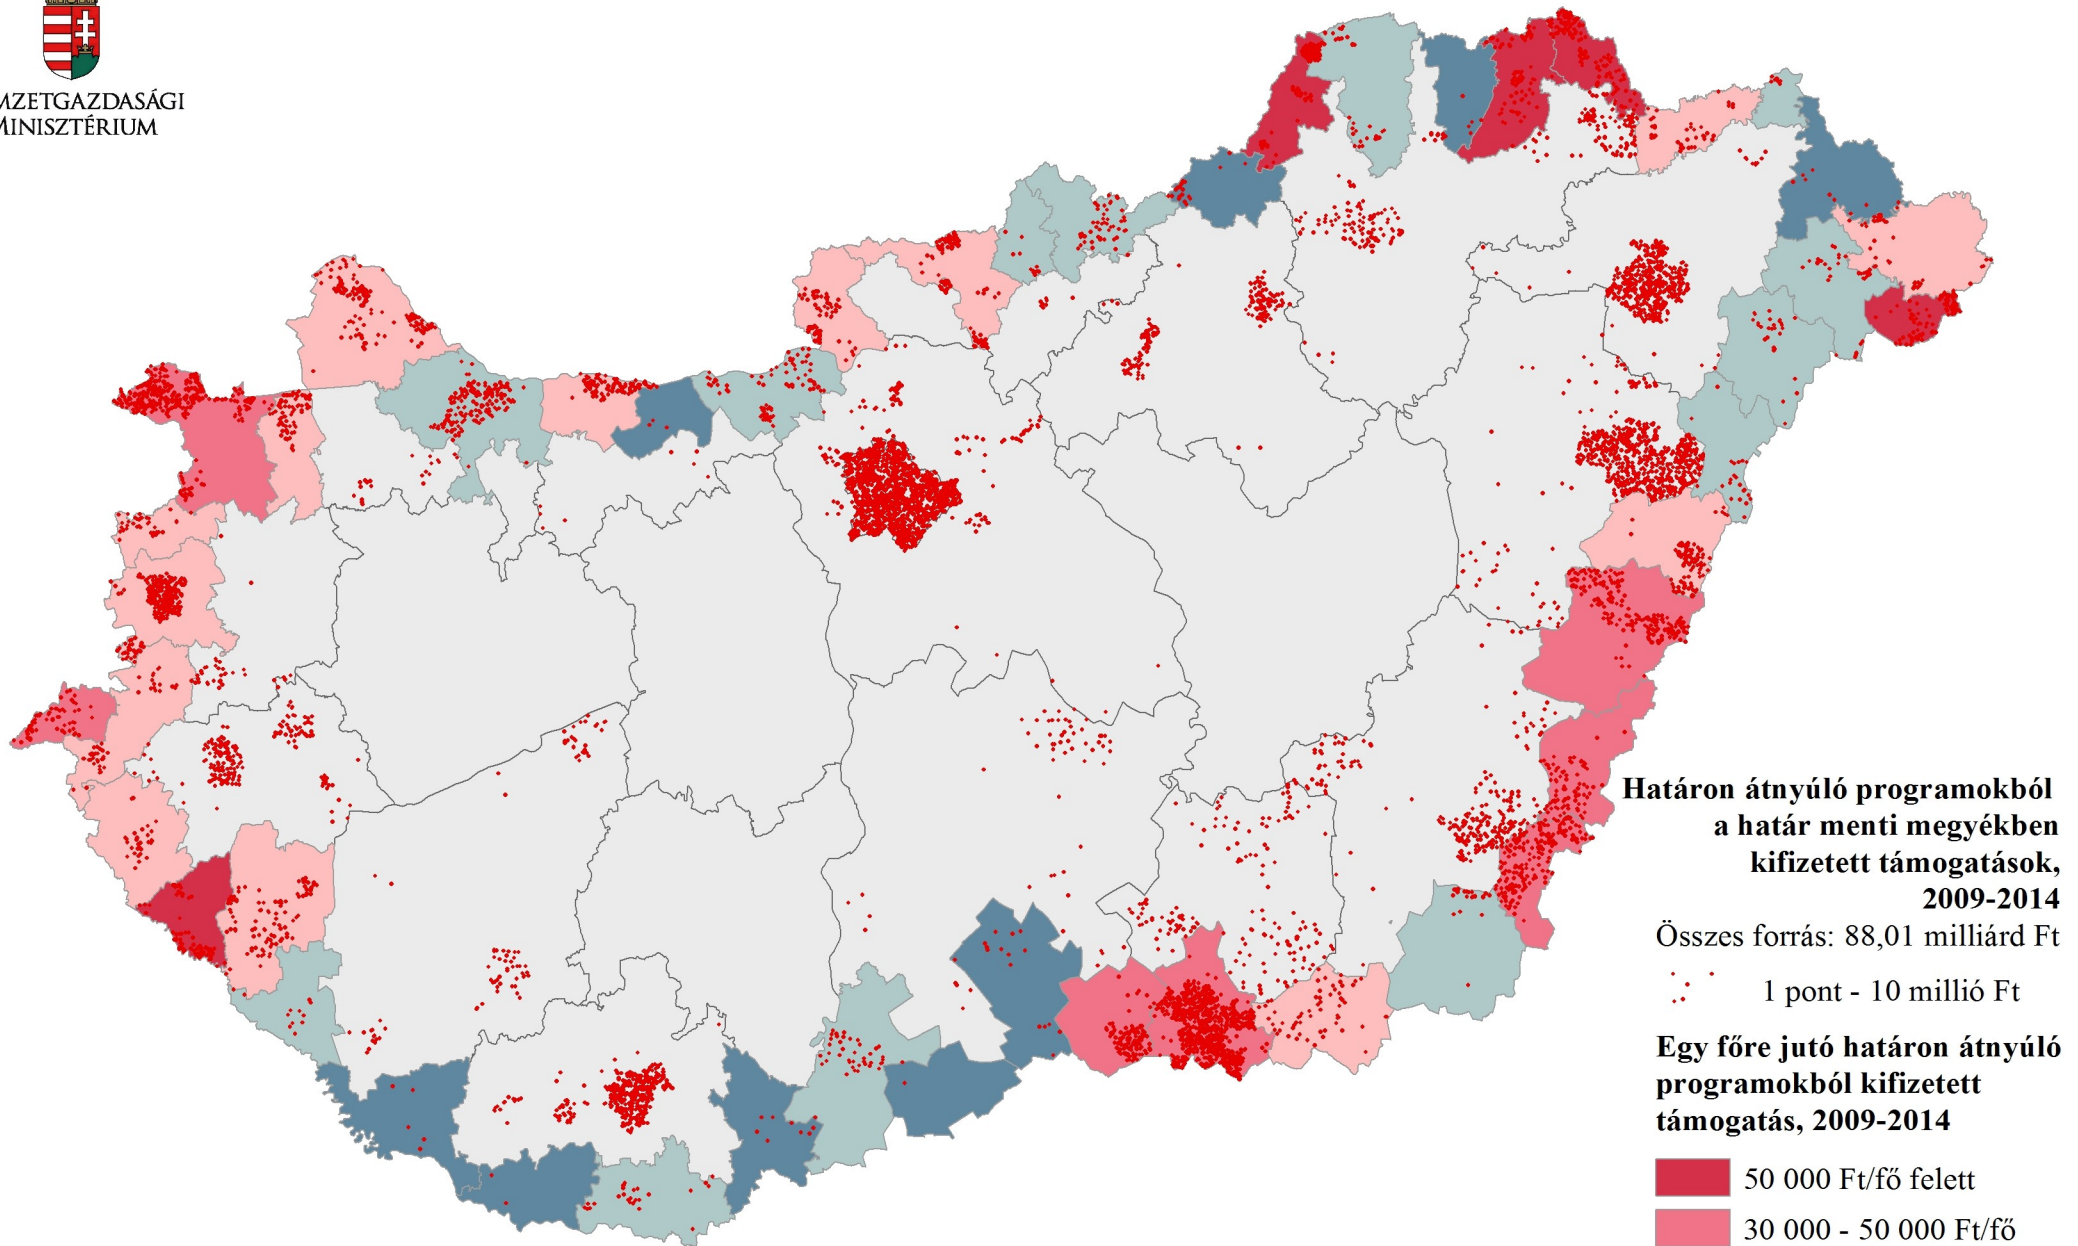 MZETGAZDASÁGI
MINISZTÉRIUM
Határon átnyúló programokból
a határ menti megyékben
kifizetett támogatások,
2009-2014
Összes forrás: 88,01 milliárd Ft
1 pont - 10 millió Ft
Egy főre jutó határon átnyúló
programokból kifizetett
támogatás, 2009-2014
50 000 Ft/fő felett
30 000 - 50 000 Ft/fő